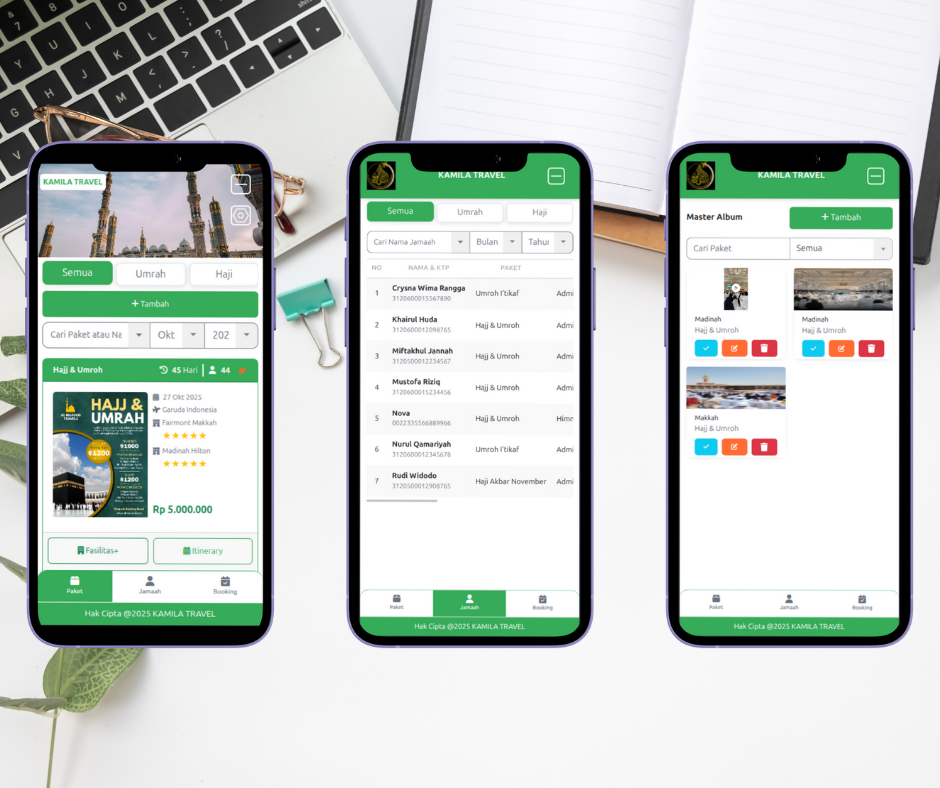 KAMILA TRAVEL
Semua
Umrah
Haji
+ Tambah
Cari Paket atau Na
Okt
202
Hajj & Umroh
45 Hari
44
HAJJ &
UMRAH
$1000
$1200
$1200
27 Okt 2025
Garuda Indonesia
Fairmont Makkah
Madinah Hilton
Rp 5.000.000
Fasilitas+
Itinerary
Paket
Jamaah
Booking
Hak Cipta @2025 KAMILA TRAVEL
KAMILA TRAVEL
Semua
Umrah
Haji
Cari Nama Jamaah
Bulan
Tahu
NO NAMA & KTP PAKET
1 Crysna Wima Rangga Umroh I'tikaf Admi
3120600015567890
2 Khairul Huda Hajj & Umroh Admi
3120600012098765
3 Miftakhul Jannah Hajj & Umroh Admi
3120500012234567
4 Mustofa Riziq Hajj & Umroh Admi
3120600015234456
5 Nova Hajj & Umroh Himm
0022335566889966
6 Nurul Qamariyah Umroh I'tikaf Admi
3120600012345678
7 Rudi Widodo Haji Akbar November Admi
3120500012908765
Paket
Jamaah
Booking
Hak Cipta @2025 KAMILA TRAVEL
KAMILA TRAVEL
Master Album
+ Tambah
Cari Paket
Semua
Madinah
Hajj & Umroh
Madinah
Hajj & Umroh
Makkah
Hajj & Umroh
Paket
Jamaah
Booking
Hak Cipta @2025 KAMILA TRAVEL